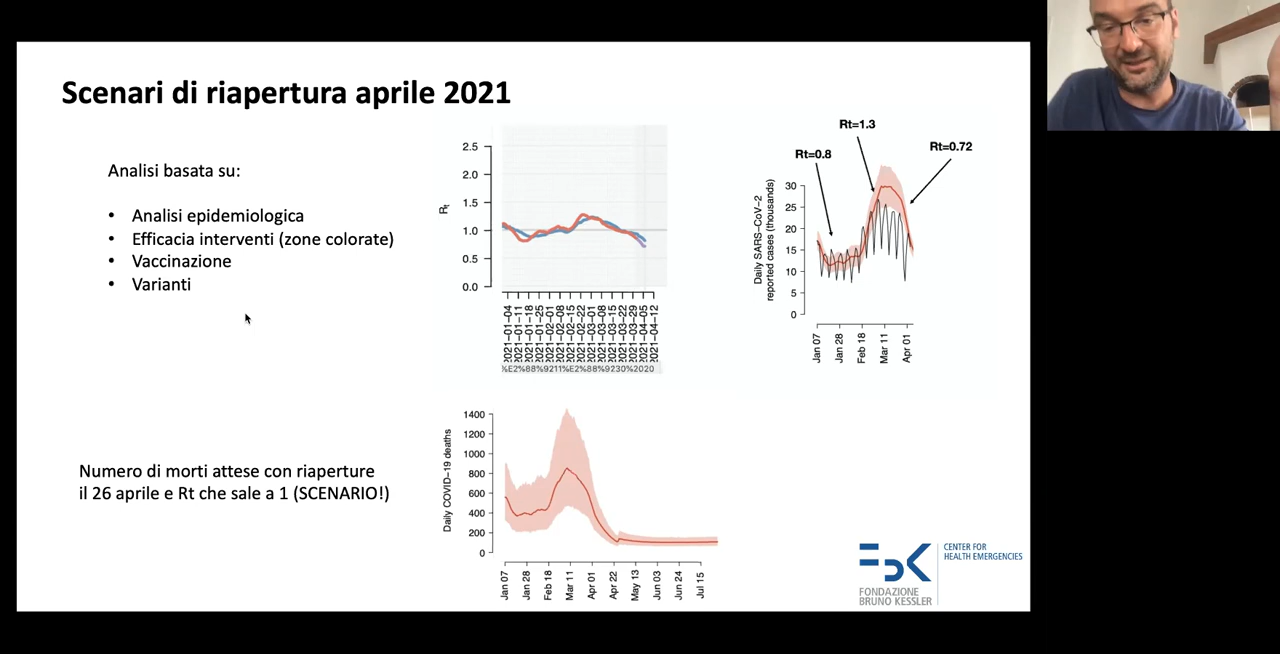 Scenari di riapertura aprile 2021
Analisi basata su:
• Analisi epidemiologica
• Efficacia interventi (zone colorate)
• Vaccinazione
• Varianti
Numero di morti attese con riaperture
il 26 aprile e Rt che sale a 1 (SCENARIO!)
Rt
2.5
2.0
1.5
1.0
0.5
0.0
2021-01-04
2021-01-11
2021-01-18
2021-01-25
2021-02-01
2021-02-08
2021-02-15
2021-02-22
2021-03-01
2021-03-08
2021-03-15
2021-03-22
2021-03-29
2021-04-05
2021-04-12
%E2%88%9211%E2%88%9230%2020
Rt=0.8
Rt=1.3
Rt=0.72
Daily SARS-CoV-2
reported cases (thousands)
30
25
20
15
10
5
0
Jan 07
Jan 28
Feb 18
Mar 11
Apr 01
Daily COVID-19 deaths
1400
1200
1000
800
600
400
200
0
Jan 07
Jan 28
Feb 18
Mar 11
Apr 01
Apr 22
May 13
Jun 03
Jun 24
Jul 15
FBK
CENTER FOR
HEALTH EMERGENCIES
FONDAZIONE
BRUNO KESSLER